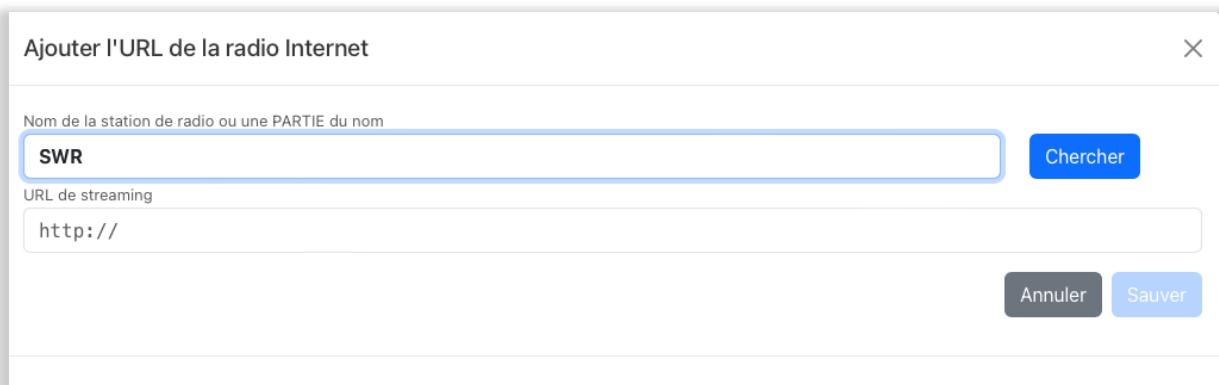 Ajouter l'URL de la radio Internet
Nom de la station de radio ou une PARTIE du nom
SWR
Chercher
URL de streaming
http://
Annuler
Sauver